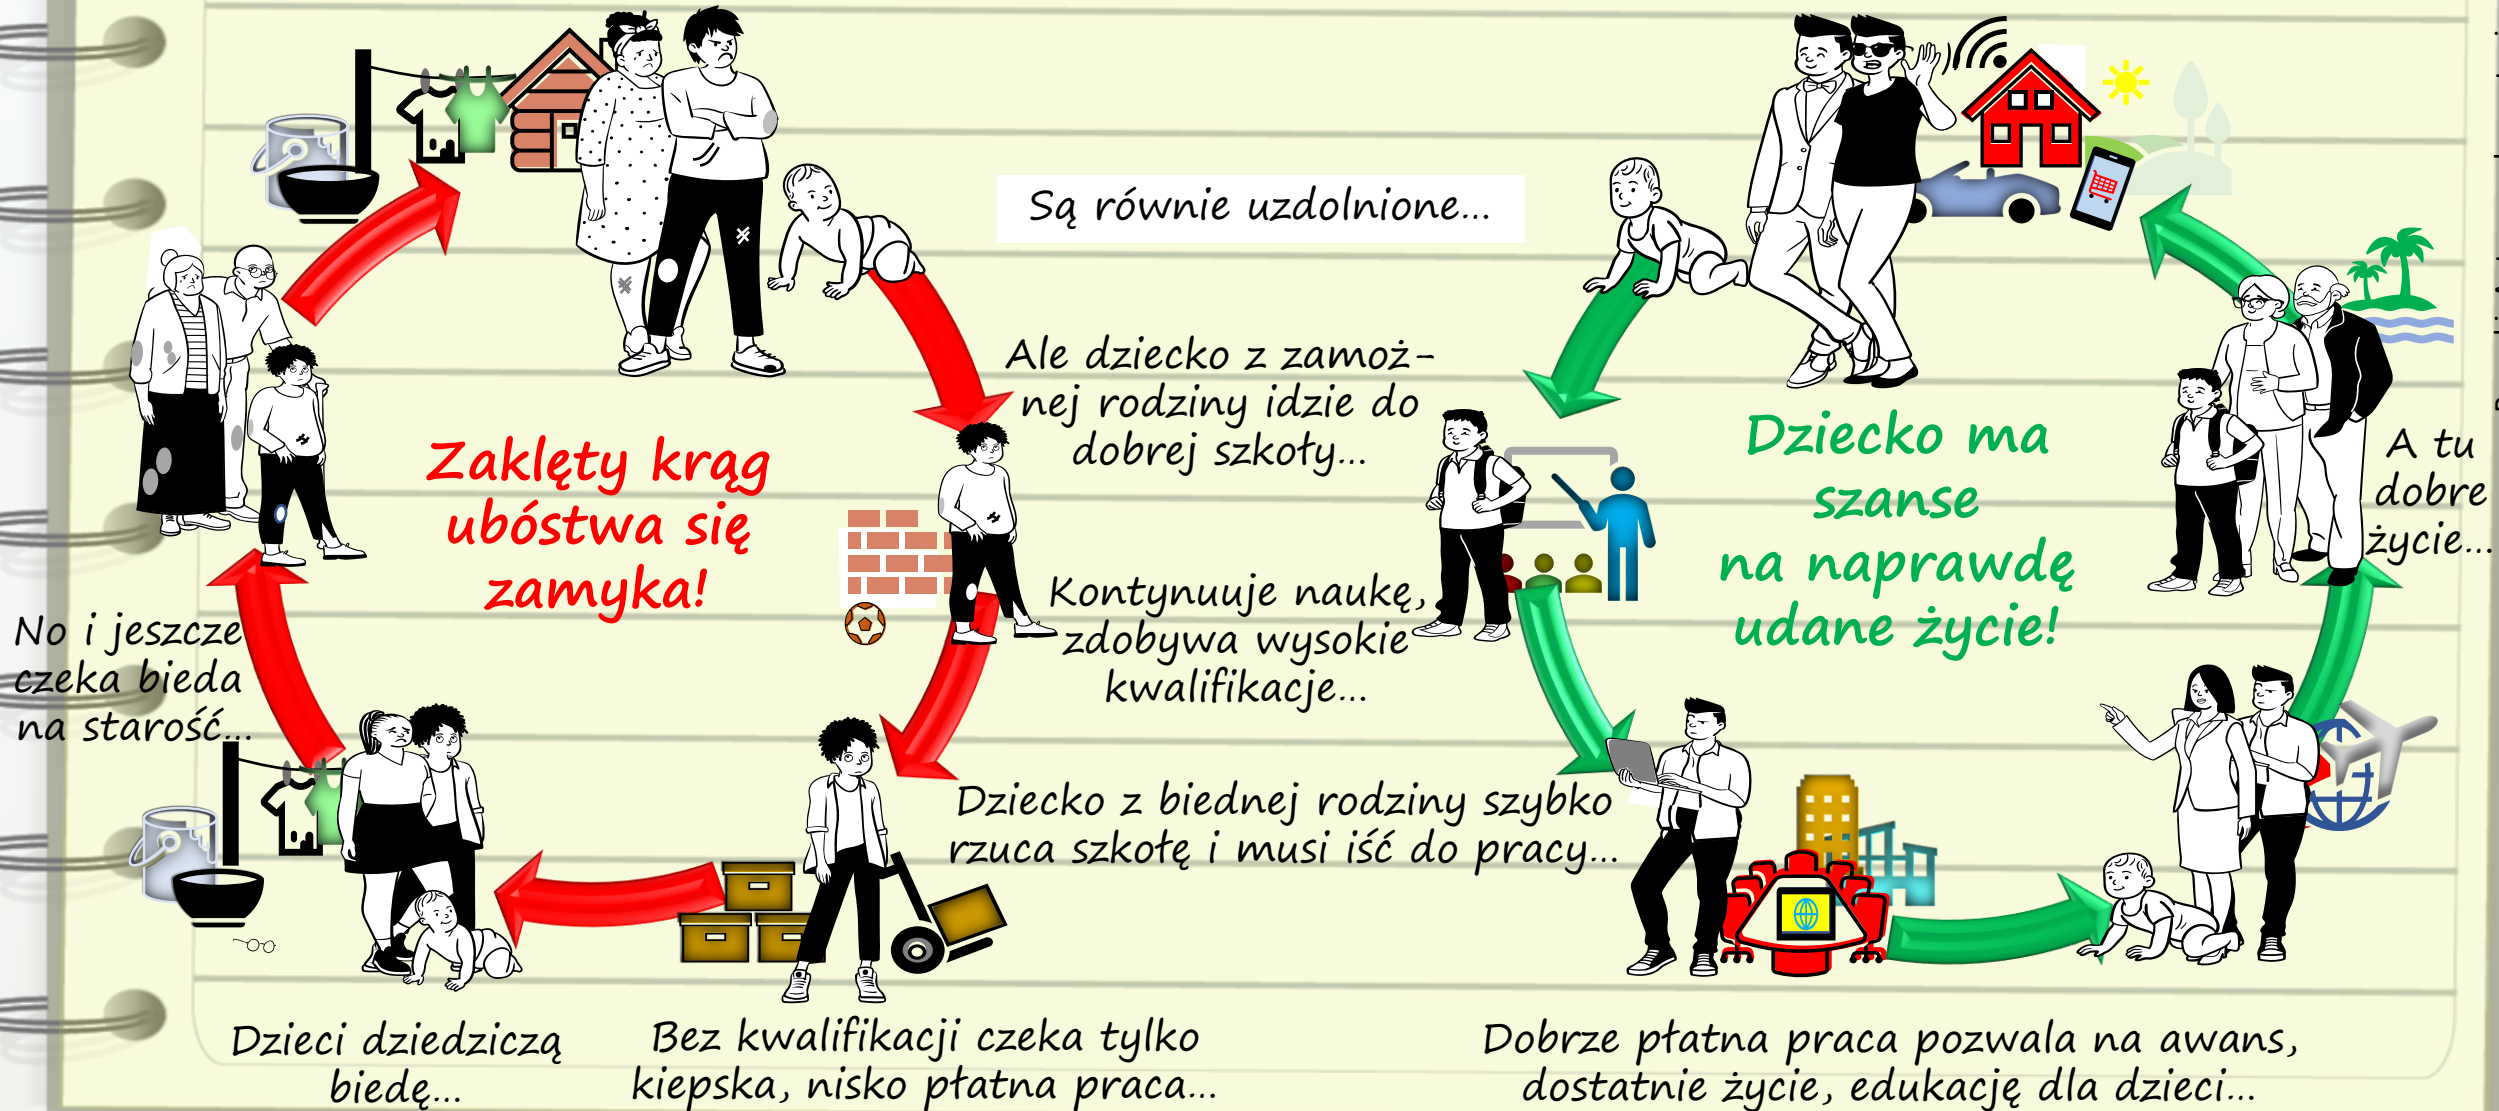 Są równie uzdolnione...
Ale dziecko z zamoż-
nej rodziny idzie do
dobrej szkoły...
Zaklęty krąg
ubóstwa się
zamyka!
Dziecko ma
szanse
na naprawdę
udane życie!
A tu
dobre
życie...
Kontynuuje naukę,
zdobywa wysokie
kwalifikacje...
No i jeszcze
czeka bieda
na starość...
Dziecko z biednej rodziny szybko
rzuca szkołę i musi iść do pracy...
Dzieci dziedziczą
biedę...
Bez kwalifikacji czeka tylko
kiepska, nisko płatna praca...
Dobrze płatna praca pozwala na awans,
dostatnie życie, edukację dla dzieci...